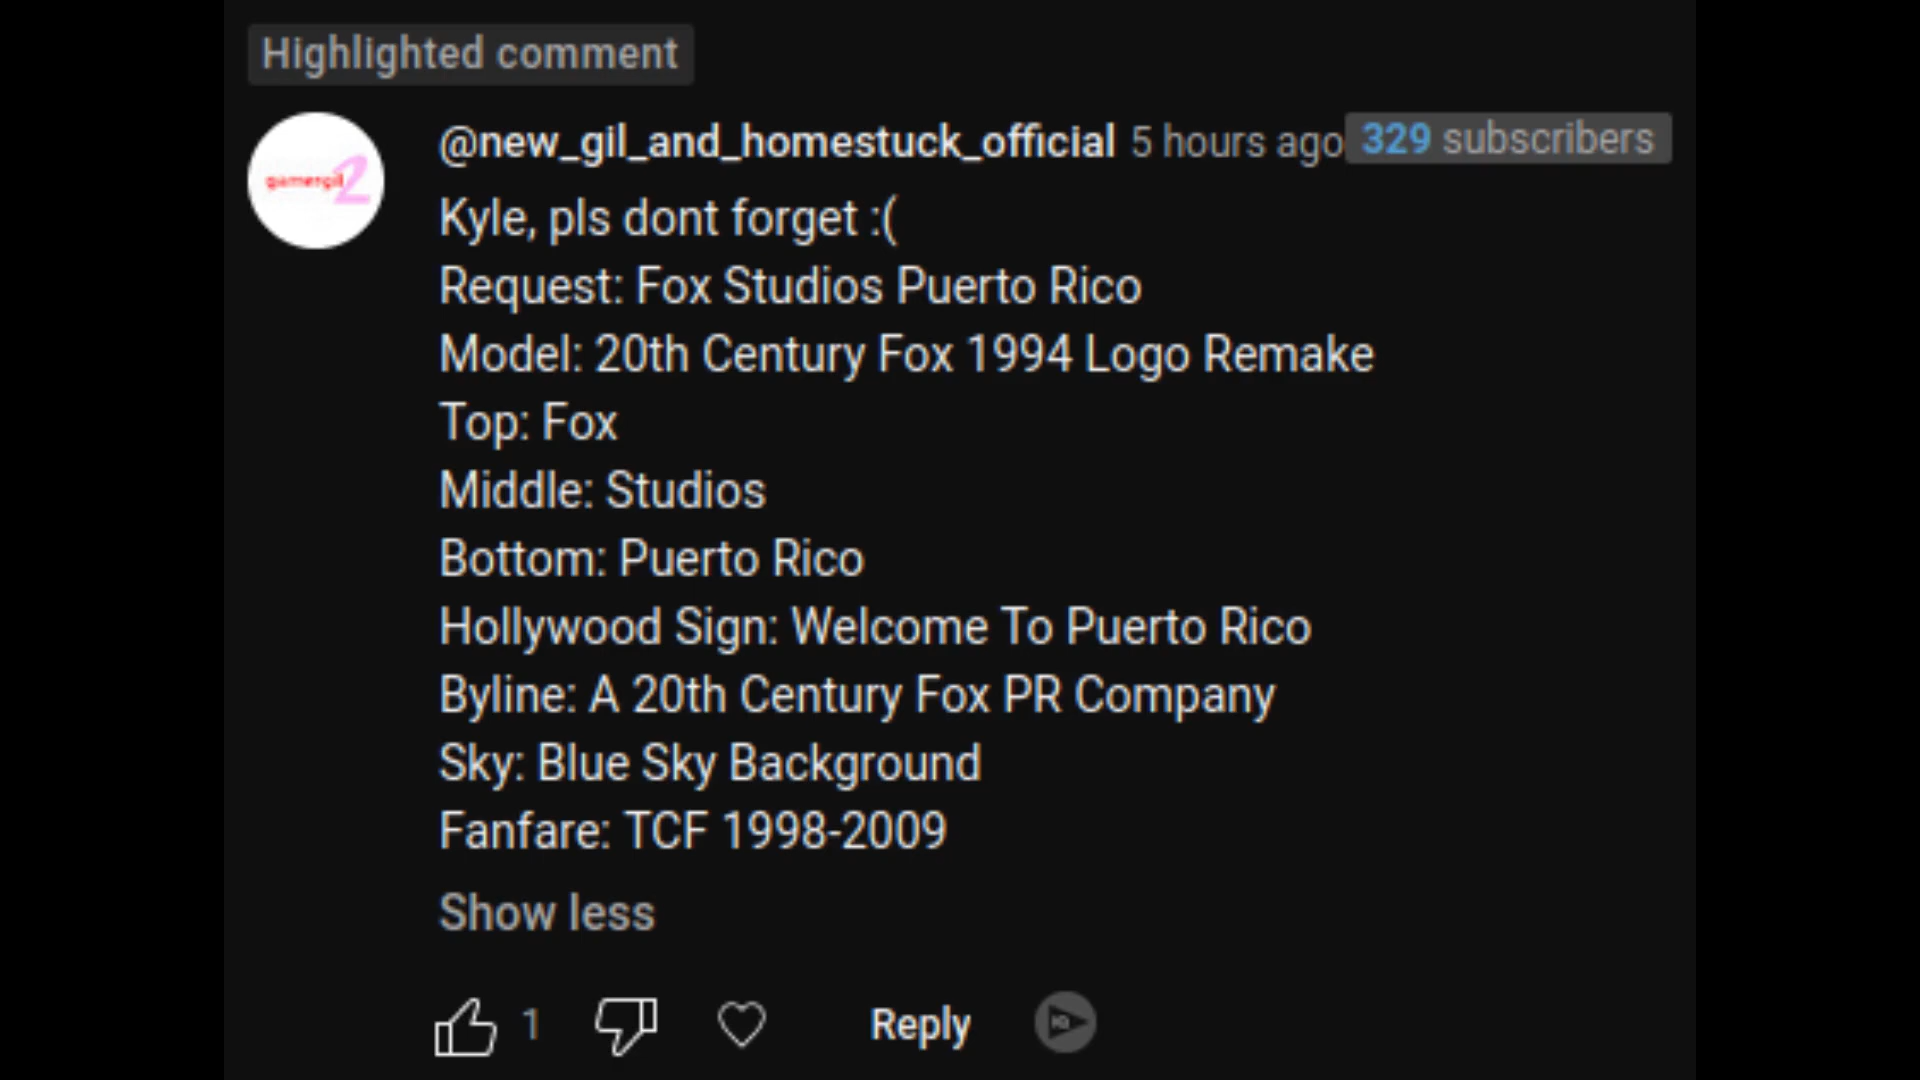 Highlighted comment
@new_gil_and_homestuck_official 5 hours ago 329 subscribers
gamergil 2
Kyle, pls dont forget :(
Request: Fox Studios Puerto Rico
Model: 20th Century Fox 1994 Logo Remake
Top: Fox
Middle: Studios
Bottom: Puerto Rico
Hollywood Sign: Welcome To Puerto Rico
Byline: A 20th Century Fox PR Company
Sky: Blue Sky Background
Fanfare: TCF 1998-2009
Show less
1 Reply